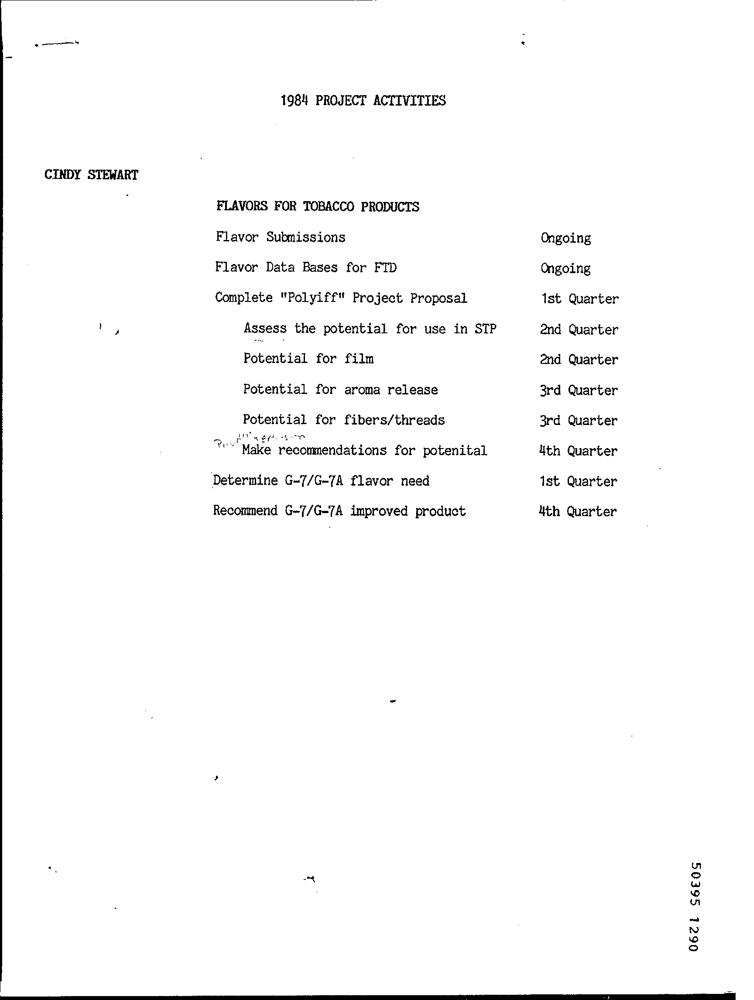 1984 PROJECT ACTIVITIES
CINDY STEWART
FLAVORS FOR TOBACCO PRODUCTS
Flavor Submissions Ongoing
Flavor Data Bases for FTD Ongoing
Complete "Polyiff" Project Proposal 1st Quarter
Assess the potential for use in STP 2nd Quarter
Potential for film 2nd Quarter
Potential for aroma release 3rd Quarter
Potential for fibers/threads 3rd Quarter
Make recommendations for potenital 4th Quarter
Determine G-7/G-7A flavor need 1st Quarter
Recommend G-7/G-7A improved product 4th Quarter
50395 1290